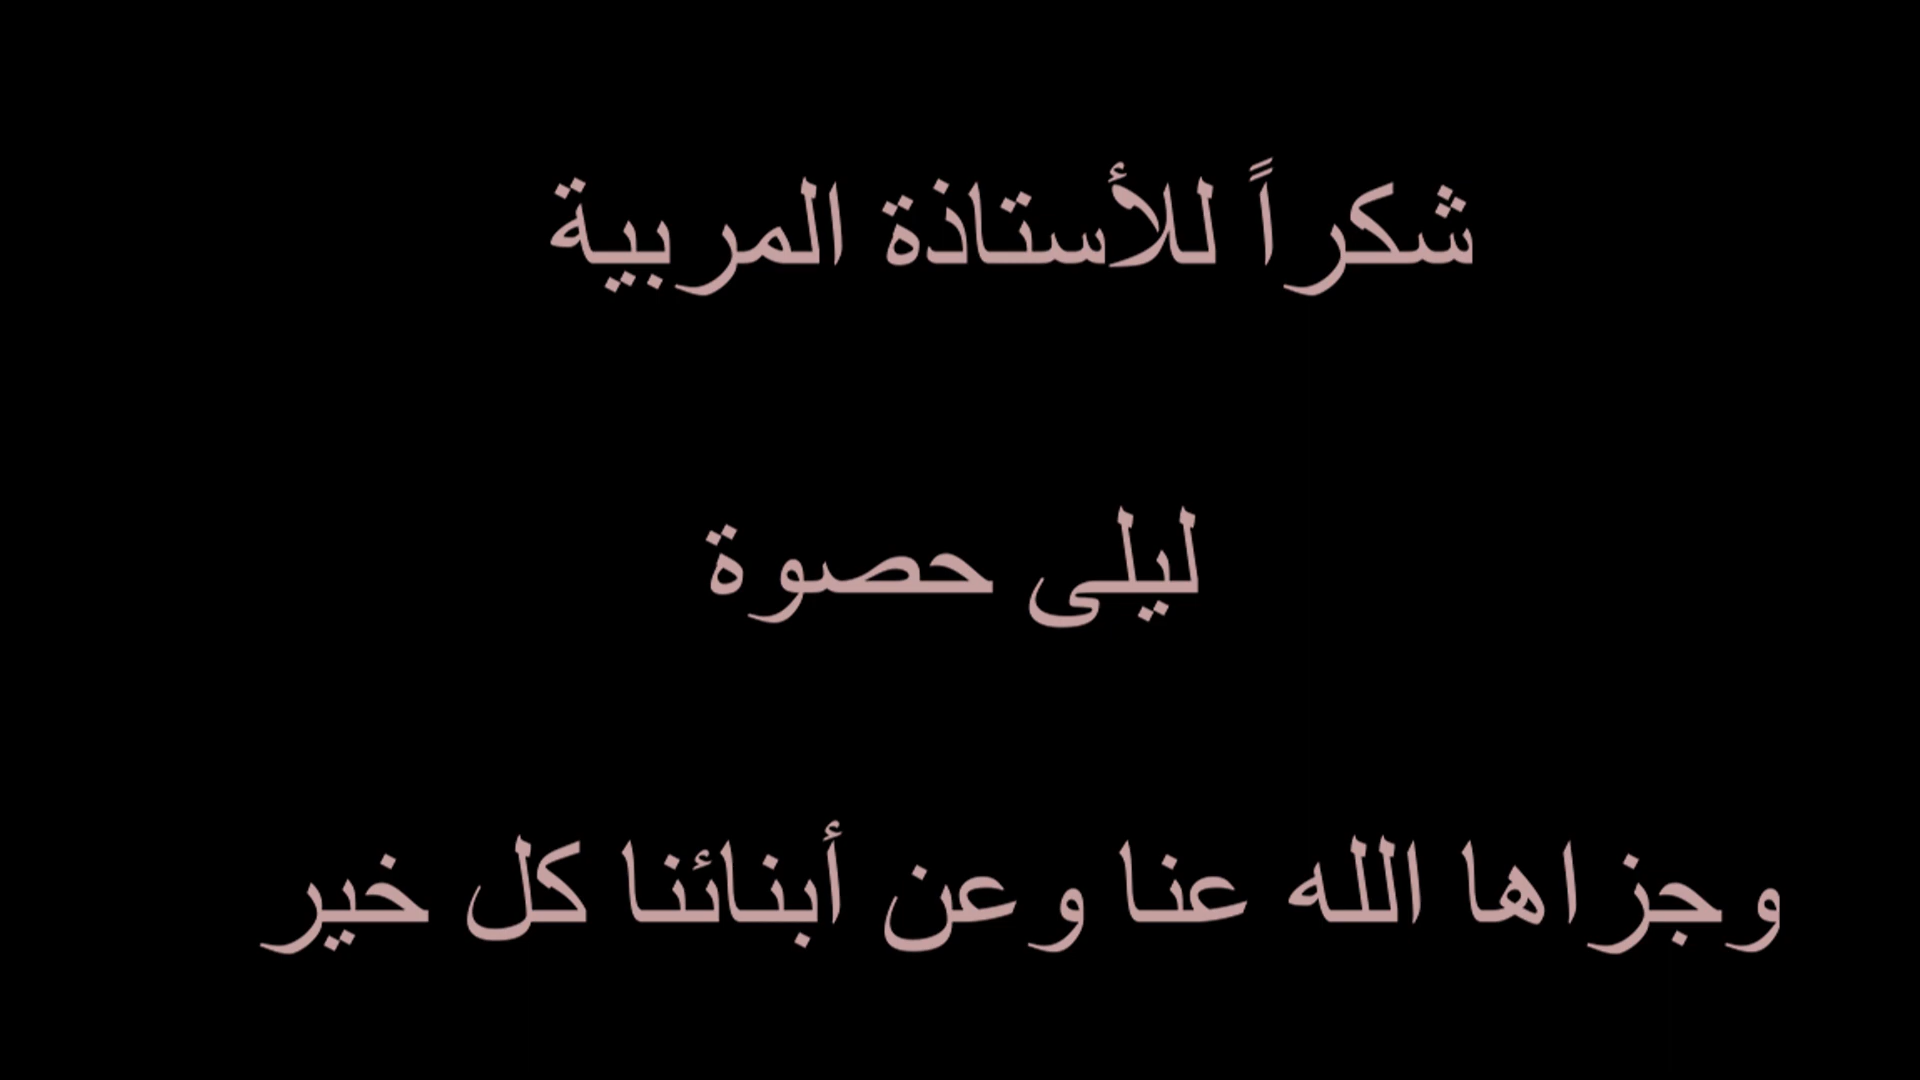 شكراً للأستاذة المربية
ليلى حصوة
وجزاها الله عنا وعن أبنائنا كل خير